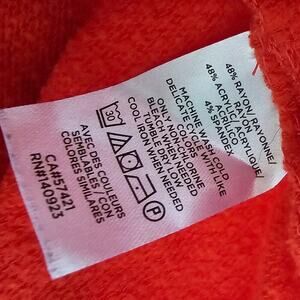 48% RAYON/ RAYONNE/
48% ACRYLIC/ ACRYLIQUE/
4% SPANDEX
MACHINE WASH COLD
DELICATE CYCLE WITH LIKE
COLORS
ONLY NON-CHLORINE
BLEACH WHEN NEEDED
TUMBLE DRY LOW
COOL IRON WHEN NEEDED
30
P
AVEC DES COULEURS
SEMBLABLES /
COLORES SIMILARES
CA#57421
RN#140923